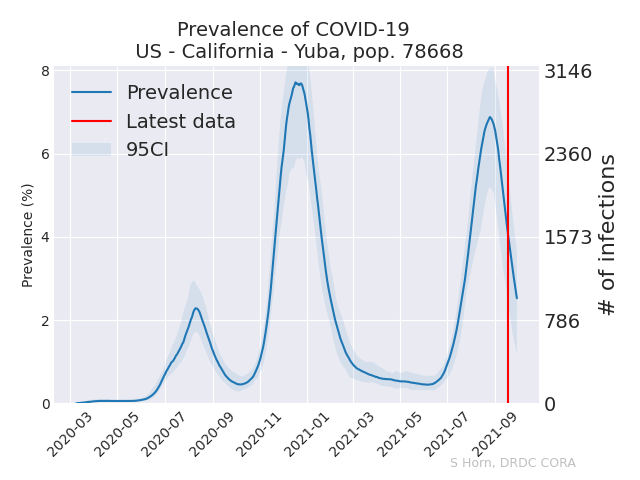 Prevalence of COVID-19
US - California - Yuba, pop. 78668
Prevalence
Latest data
95CI
Prevalence (%)
8
6
4
2
0
3146
2360
1573
786
0
# of infections
2020-03
2020-05
2020-07
2020-09
2020-11
2021-01
2021-03
2021-05
2021-07
2021-09
S Horn, DRDC CORA